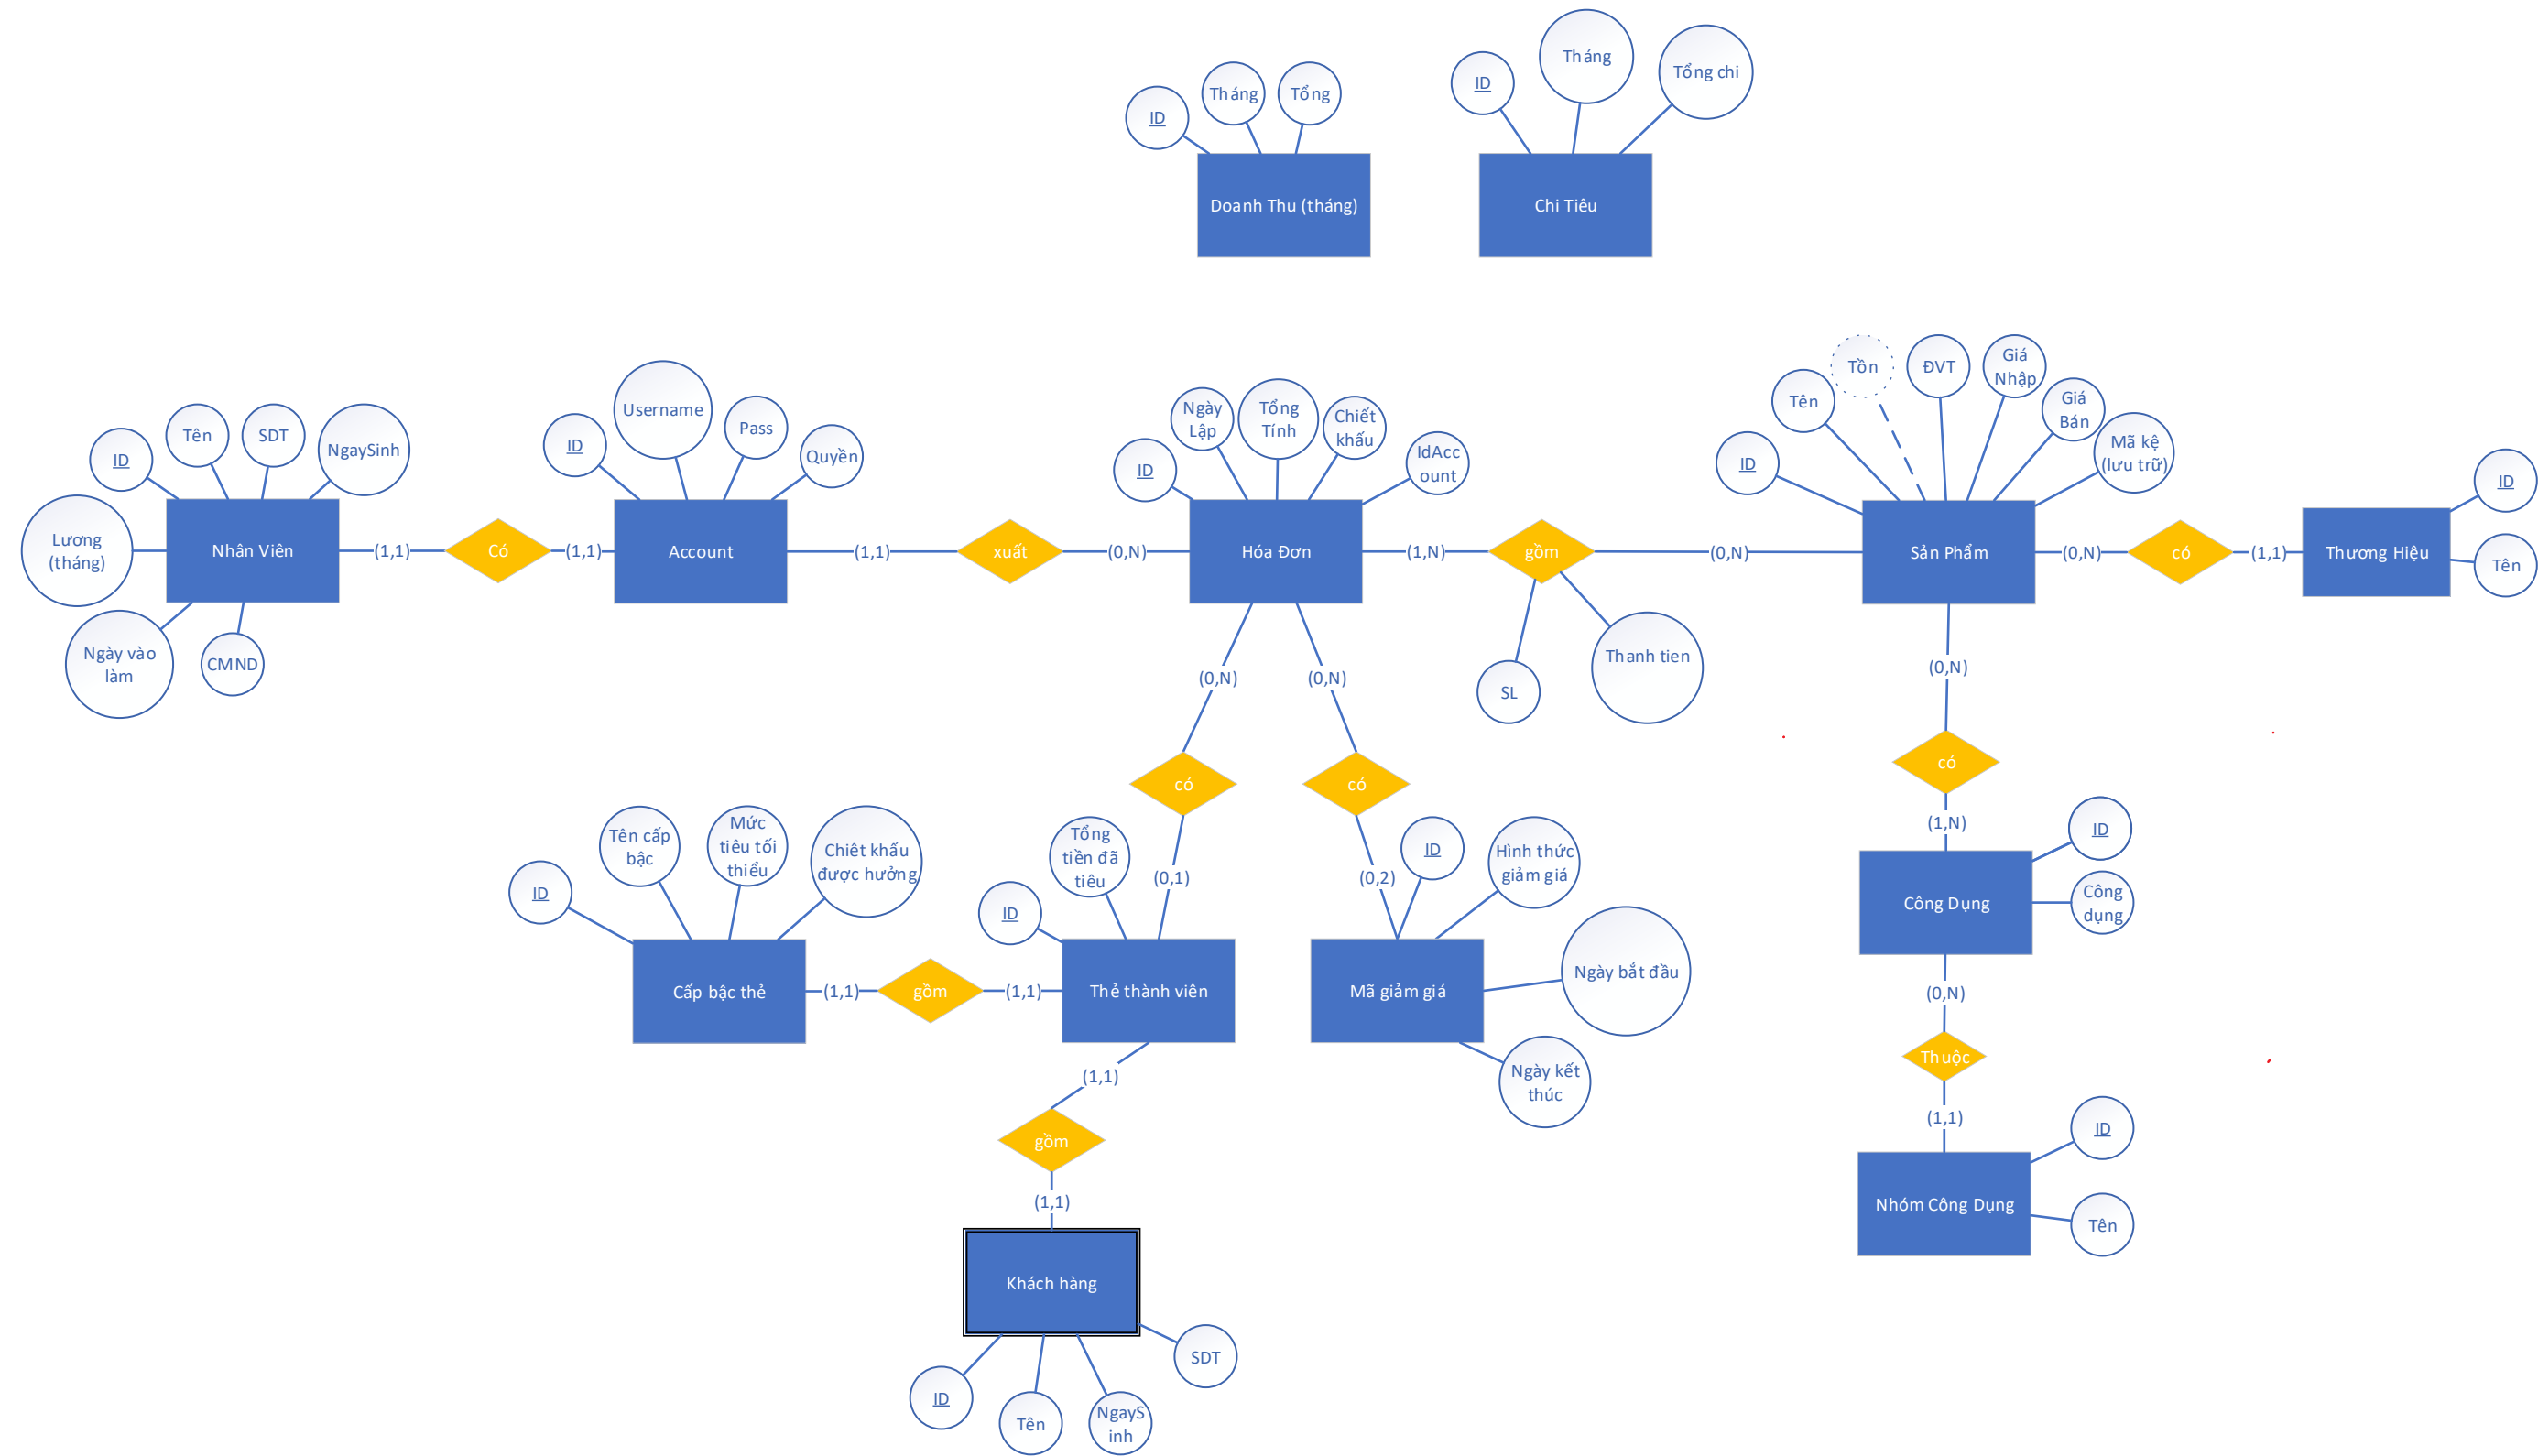 Tháng
Tổng chi
ID
Tháng
Tổng
ID
Doanh Thu (tháng)
Chi Tiêu
Tồn
ĐVT
Giá
Nhập
Tên
Giá
Bán
Mã kệ
(lưu trữ)
ID
ID
Tên
Username
Ngày
Lập
Tổng
Tính
Chiết
khấu
IdAcc
ount
ID
ID
Pass
Quyền
ID
Tên
SDT
NgaySinh
Lương
(tháng)
Nhân Viên
(1,1)
Có
(1,1)
Account
(1,1)
xuất
(0,N)
Hóa Đơn
(1,N)
gồm
(0,N)
Sản Phẩm
(0,N)
có
(1,1)
Thương Hiệu
Ngày vào
làm
CMND
(0,N)
(0,N)
SL
Thanh tien
(0,N)
có
có
có
(1,N)
Tên cấp
bậc
Mức
tiêu tối
thiểu
Chiêt khấu
được hưởng
ID
Tổng
tiền đã
tiêu
(0,1)
ID
(0,2)
ID
Hình thức
giảm giá
ID
Công Dụng
Công
dụng
Cấp bậc thẻ
(1,1)
gồm
(1,1)
Thẻ thành viên
Mã giảm giá
Ngày bắt đầu
Ngày kết
thúc
(0,N)
Thuộc
(1,1)
(1,1)
gồm
(1,1)
Nhóm Công Dụng
ID
Tên
Khách hàng
SDT
ID
Tên
NgayS
inh